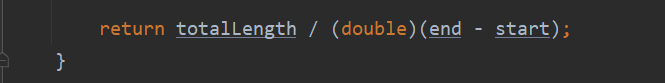 return totalLength / (double)(end - start);
}